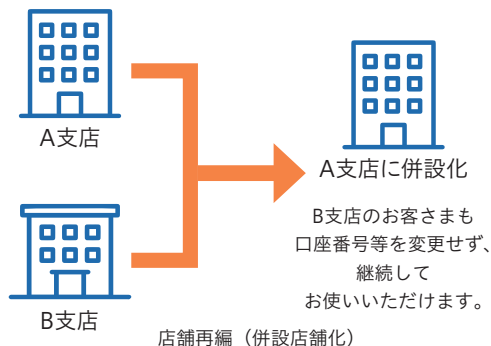 A支店
B支店
A支店に併設化
B支店のお客さまも
口座番号等を変更せず、
継続して
お使いいただけます。
店舗再編（併設店舗化）